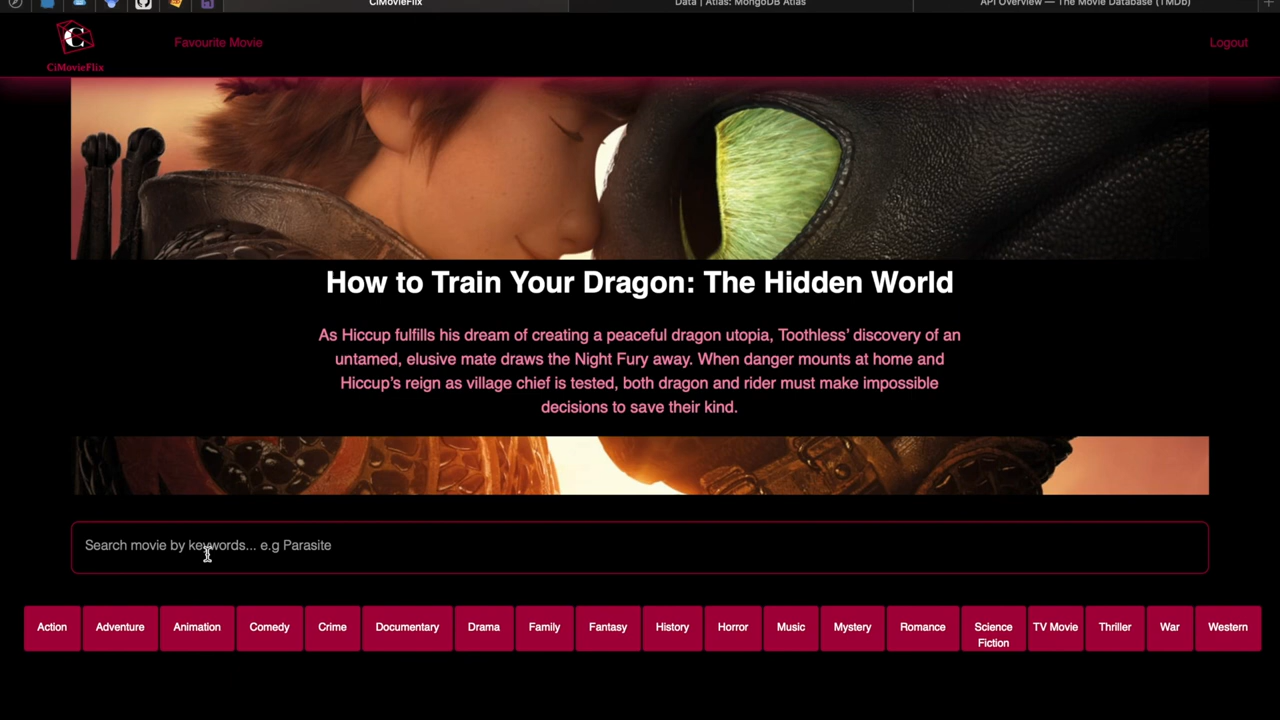 CiMovieFlix
Data | Atlas: MongoDB Atlas
API Overview — The Movie Database (TMDb)
C
CiMovieFlix
Favourite Movie
Logout
How to Train Your Dragon: The Hidden World
As Hiccup fulfills his dream of creating a peaceful dragon utopia, Toothless’ discovery of an
untamed, elusive mate draws the Night Fury away. When danger mounts at home and
Hiccup’s reign as village chief is tested, both dragon and rider must make impossible
decisions to save their kind.
Search movie by keywords... e.g Parasite
Action
Adventure
Animation
Comedy
Crime
Documentary
Drama
Family
Fantasy
History
Horror
Music
Mystery
Romance
Science
Fiction
TV Movie
Thriller
War
Western